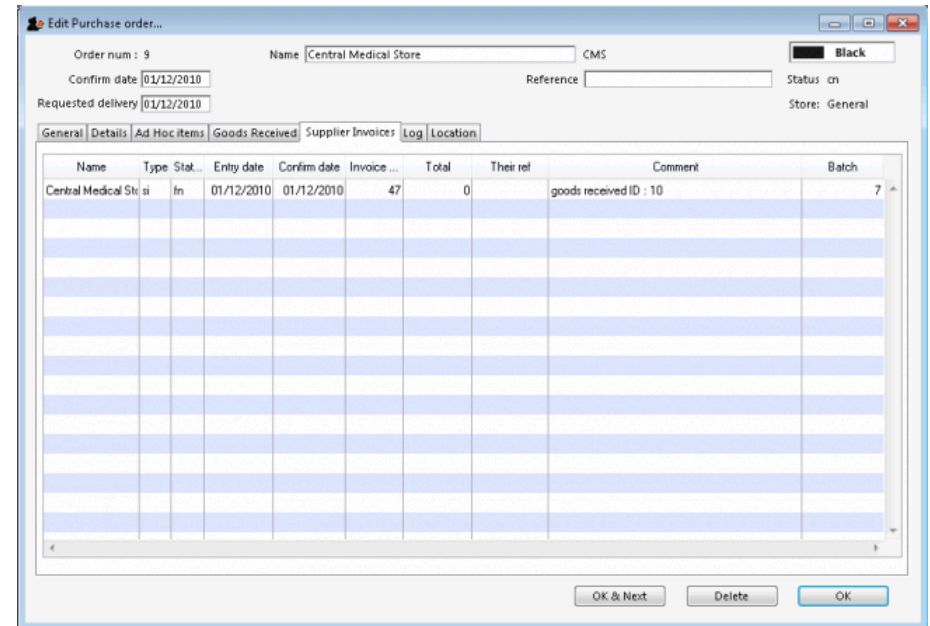 Edit Purchase order...
Order num : 9 Name Central Medical Store CMS Black
Confirm date 01/12/2010 Reference Status cn
Requested delivery 01/12/2010 Store: General
General Details Ad Hoc items Goods Received Supplier Invoices Log Location
Name Type Stat... Entry date Confirm date Invoice ... Total Their ref Comment Batch
Central Medical Sto si fn 01/12/2010 01/12/2010 47 0 goods received ID : 10 7
OK & Next Delete OK